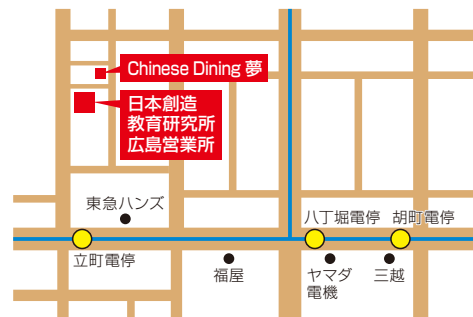 Chinese Dining 夢
日本創造
教育研究所
広島営業所
東急ハンズ
八丁堀電停
胡町電停
立町電停
福屋
ヤマダ
電機
三越